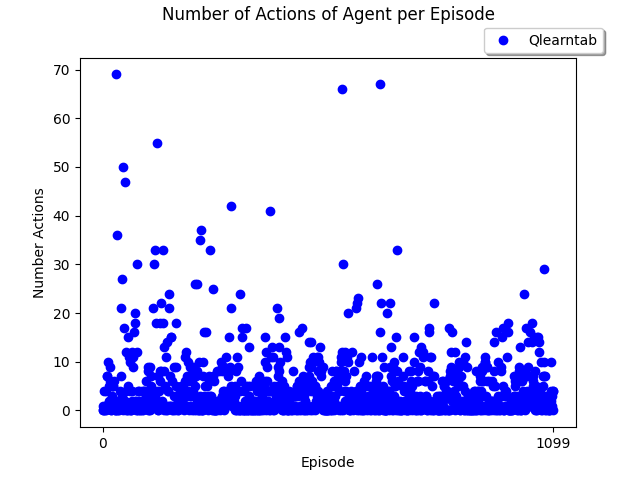 Number of Actions of Agent per Episode
Qlearntab
70
60
50
40
30
20
10
0
Number Actions
0 1099
Episode